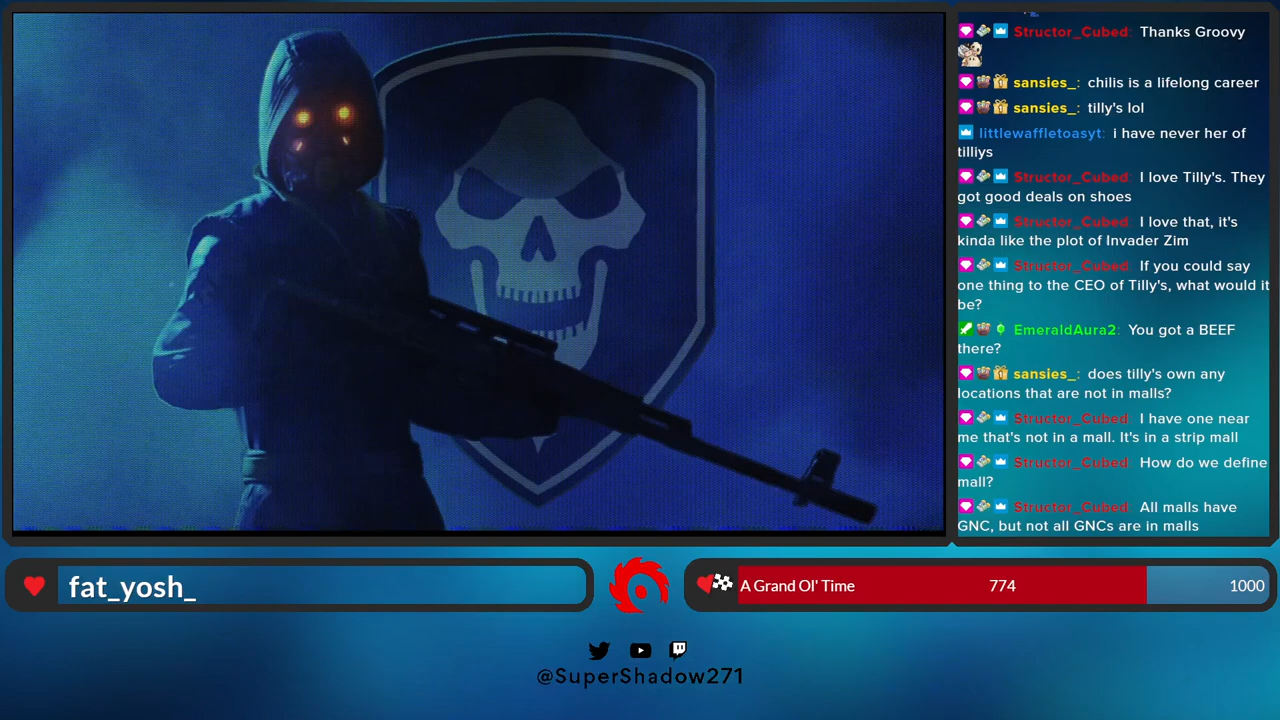 Structor_Cubed: Thanks Groovy
sansies_: chilis is a lifelong career
sansies_: tilly's lol
littlewaffletoasyt: i have never her of
tilliys
Structor_Cubed: I love Tilly's. They
got good deals on shoes
Structor_Cubed: I love that, it's
kinda like the plot of Invader Zim
Structor_Cubed: If you could say
one thing to the CEO of Tilly's, what would it
be?
EmeraldAura2: You got a BEEF
there?
sansies_: does tilly's own any
locations that are not in malls?
Structor_Cubed: I have one near
me that's not in a mall. It's in a strip mall
Structor_Cubed: How do we define
mall?
Structor_Cubed: All malls have
GNC, but not all GNCs are in malls
fat_yosh_
A Grand Ol' Time 774 1000
@SuperShadow271